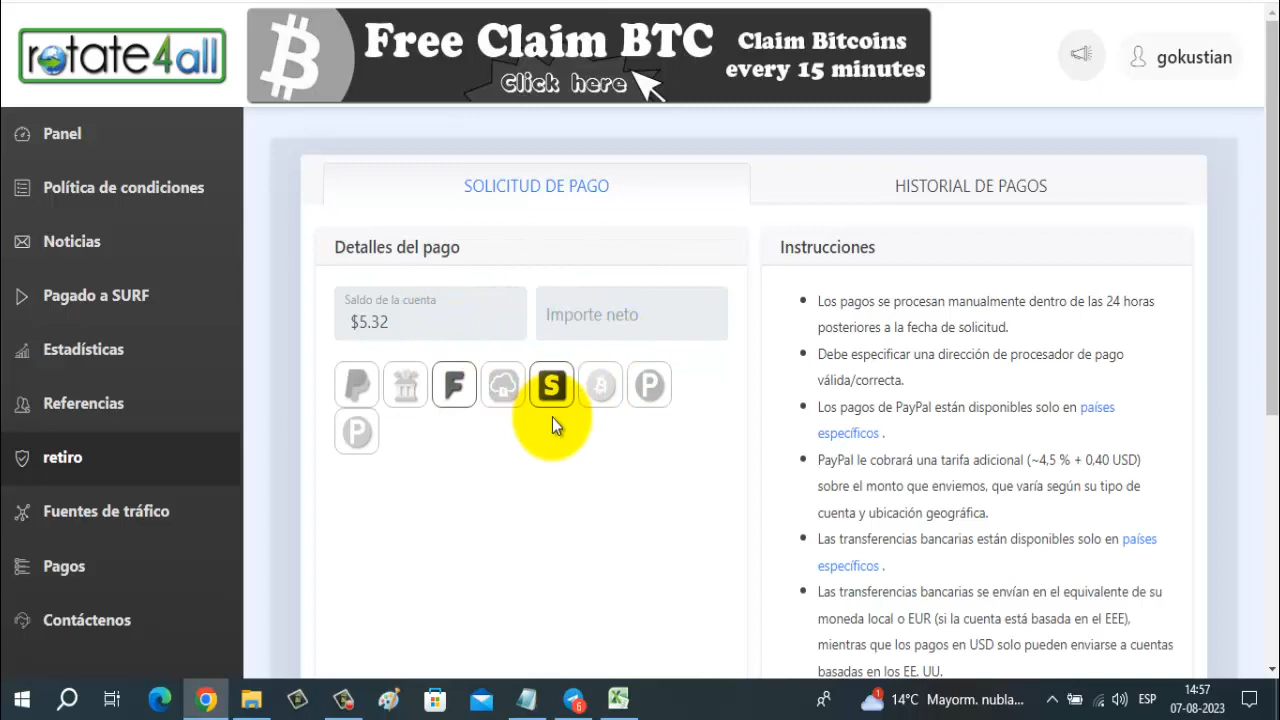 rotate4all
Free Claim BTC
Click here
Claim Bitcoins
every 15 minutes
gokustian
Panel
Política de condiciones
Noticias
Pagado a SURF
Estadísticas
Referencias
retiro
Fuentes de tráfico
Pagos
Contáctenos
SOLICITUD DE PAGO
HISTORIAL DE PAGOS
Detalles del pago
Saldo de la cuenta
$5.32
Importe neto
Instrucciones
Los pagos se procesan manualmente dentro de las 24 horas
posteriores a la fecha de solicitud.
Debe especificar una dirección de procesador de pago
válida/correcta.
Los pagos de PayPal están disponibles solo en países
específicos .
PayPal le cobrará una tarifa adicional (~4,5 % + 0,40 USD)
sobre el monto que enviemos, que varía según su tipo de
cuenta y ubicación geográfica.
Las transferencias bancarias están disponibles solo en países
específicos .
Las transferencias bancarias se envían en el equivalente de su
moneda local o EUR (si la cuenta está basada en el EEE),
mientras que los pagos en USD solo pueden enviarse a cuentas
basadas en los EE. UU.
14°C Mayorm. nubla...
ESP
14:57
07-08-2023